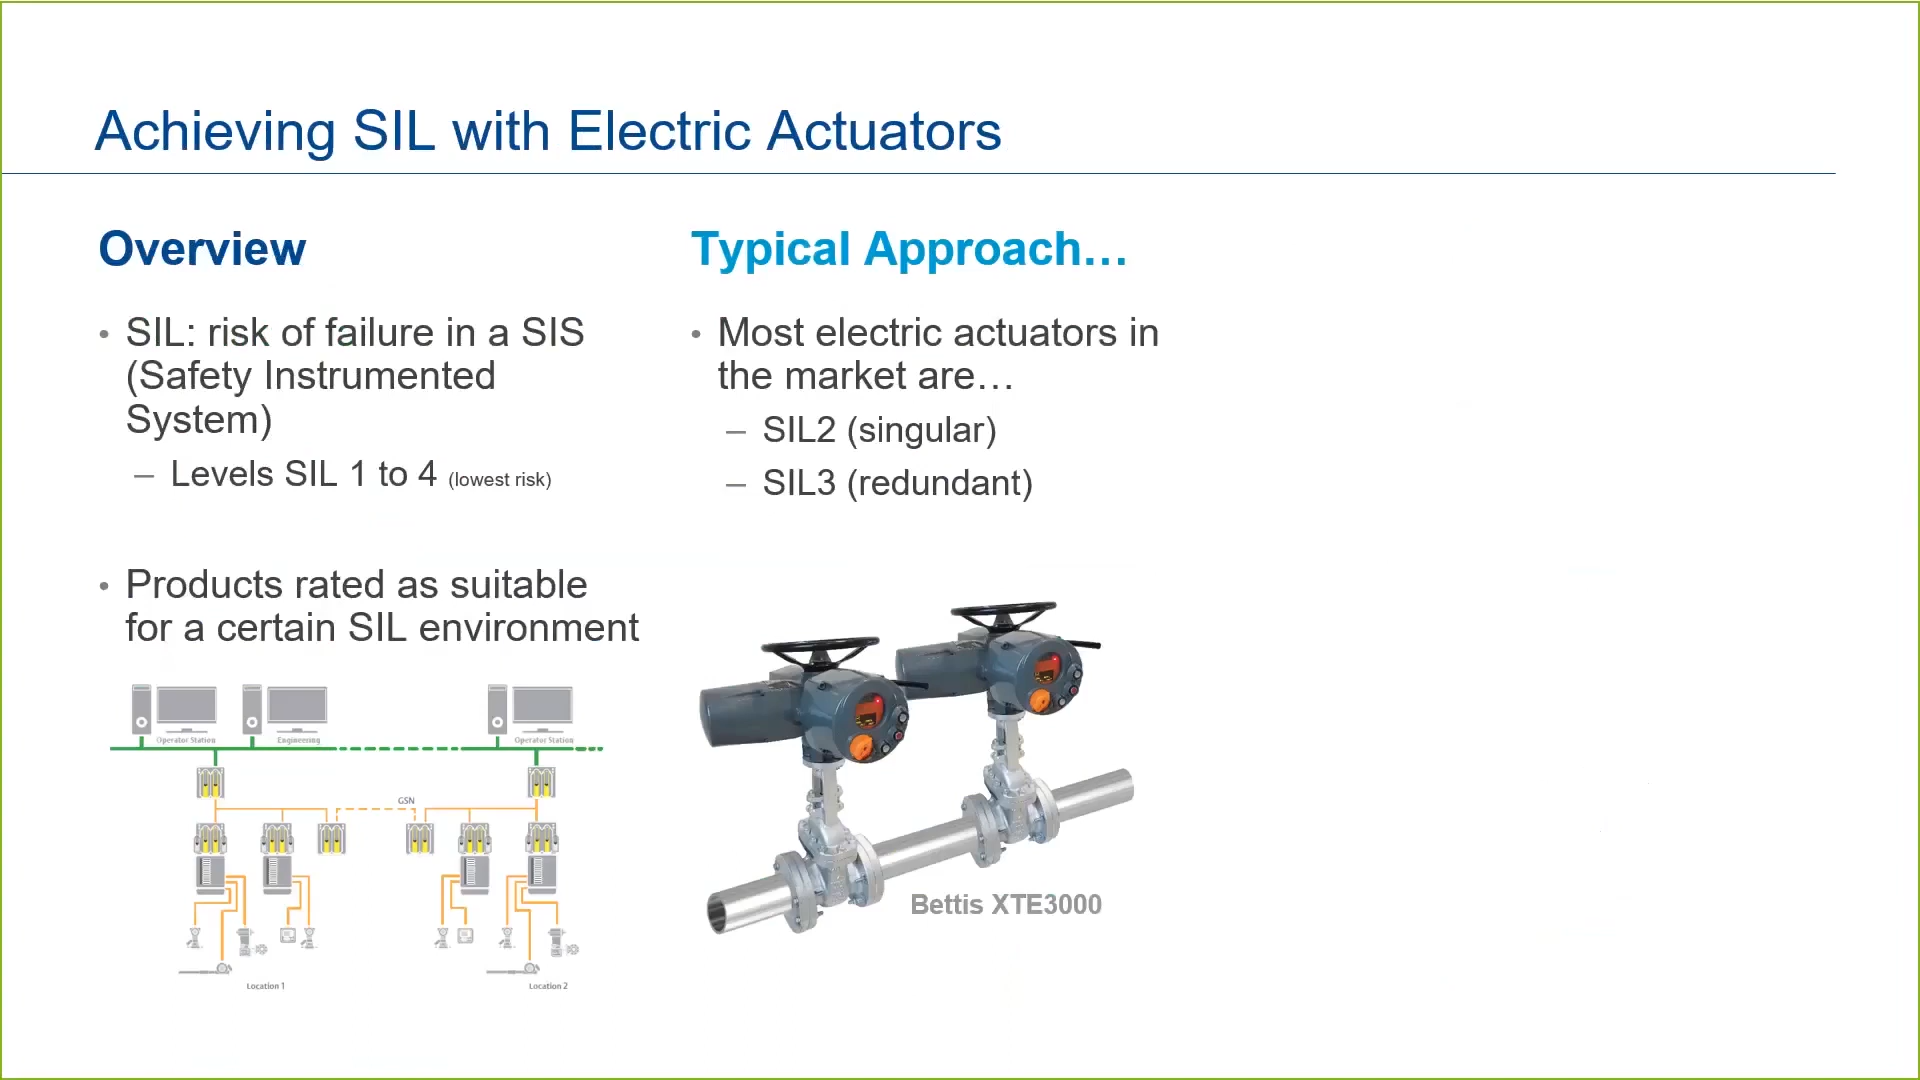 Achieving SIL with Electric Actuators
Overview
• SIL: risk of failure in a SIS
(Safety Instrumented
System)
– Levels SIL 1 to 4 (lowest risk)
• Products rated as suitable
for a certain SIL environment
Operator Station
Engineering
Operator Station
GSN
Location 1
Location 2
Typical Approach…
• Most electric actuators in
the market are…
– SIL2 (singular)
– SIL3 (redundant)
Bettis XTE3000